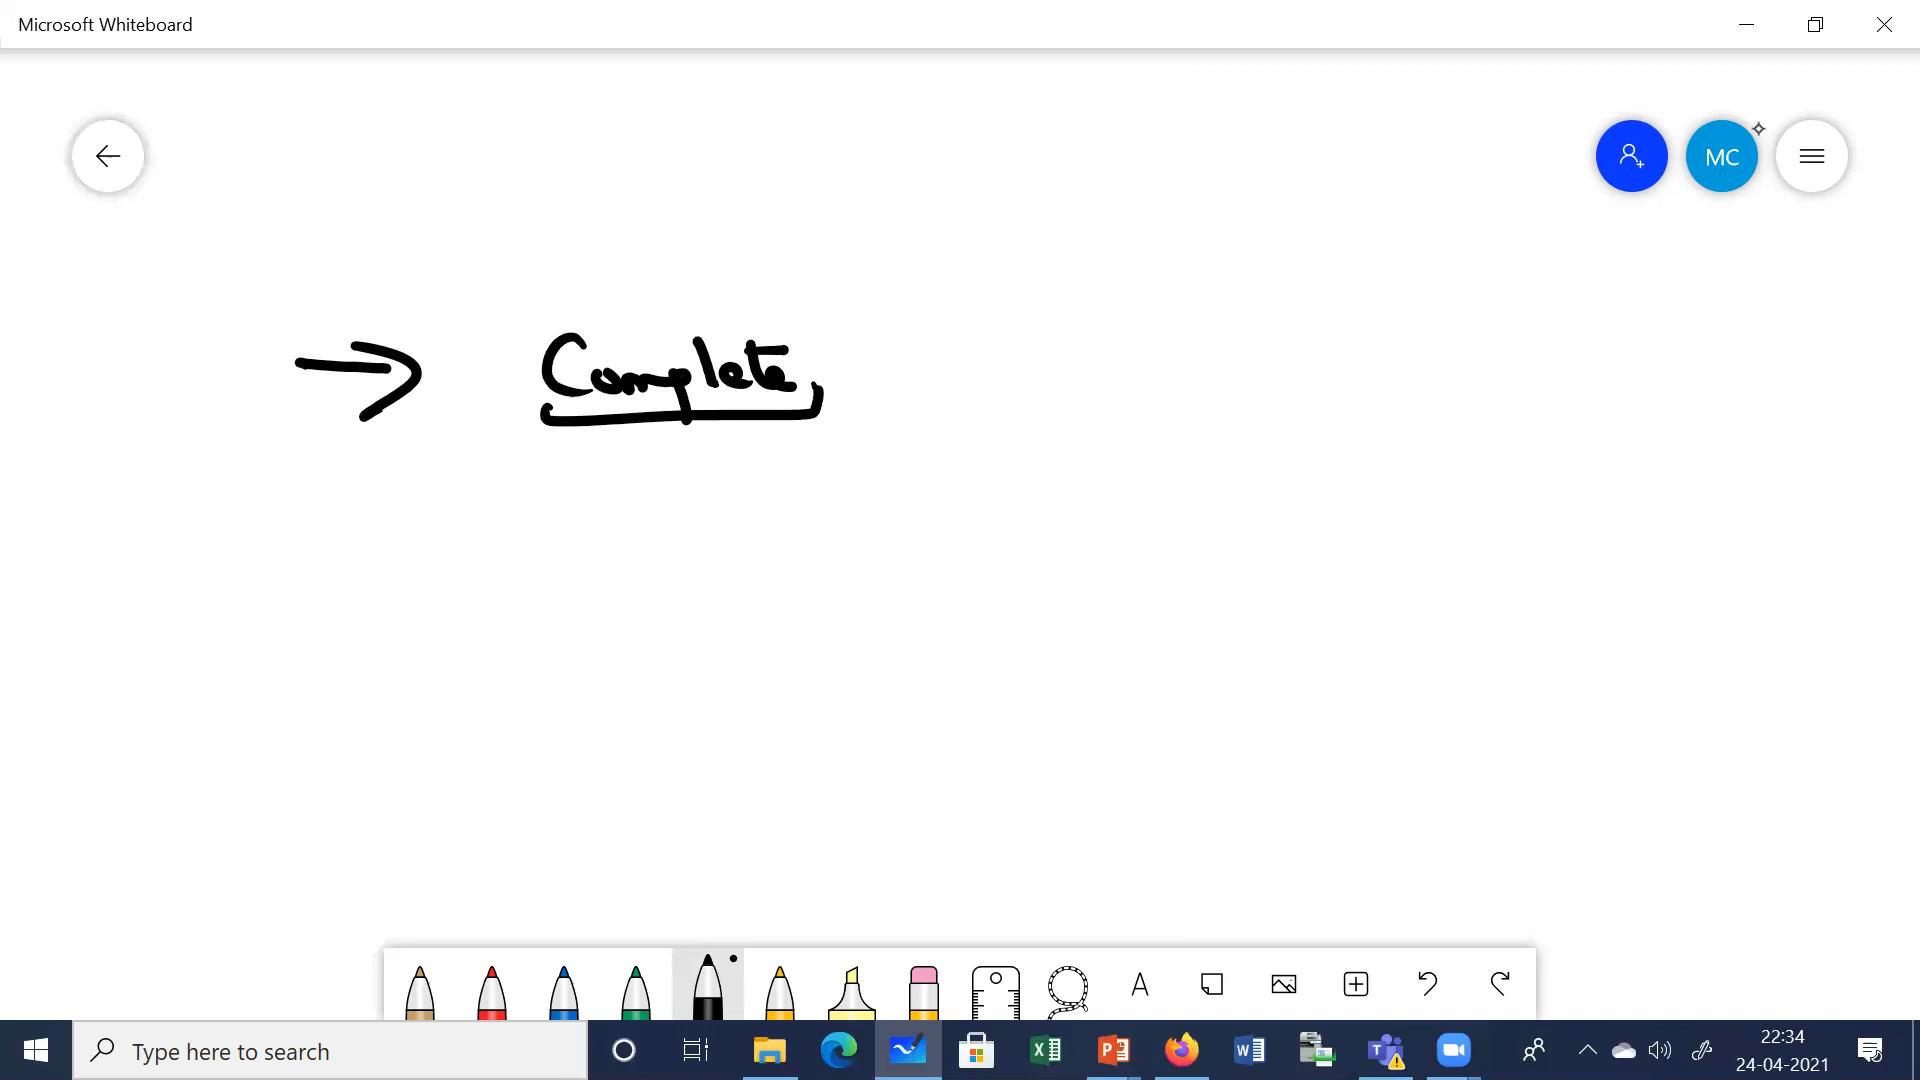 Microsoft Whiteboard
MC
→ Complete
A
Type here to search
22:34
24-04-2021